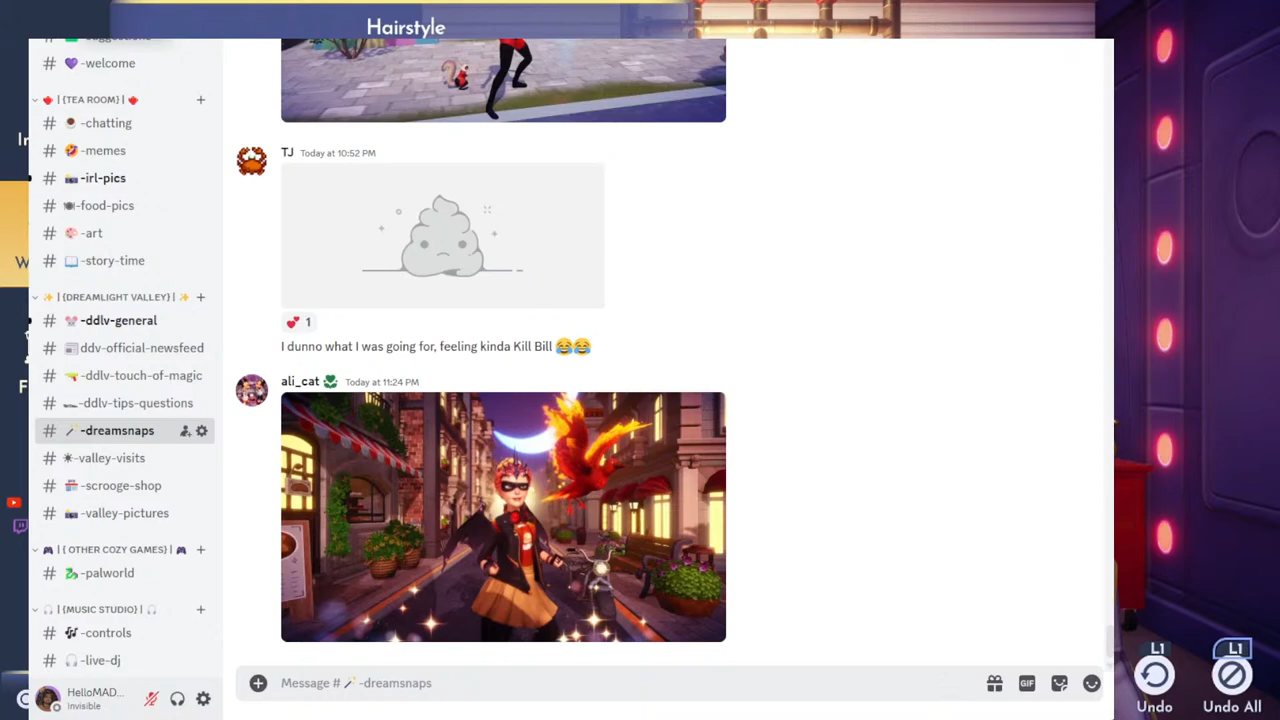 Hairstyle
-welcome
{TEA ROOM}
-chatting
-memes
-irl-pics
-food-pics
-art
-story-time
{DREAMLIGHT VALLEY}
-ddlv-general
ddv-official-newsfeed
-ddlv-touch-of-magic
-ddlv-tips-questions
-dreamsnaps
-valley-visits
-scrooge-shop
-valley-pictures
{ OTHER COZY GAMES}
-palworld
{MUSIC STUDIO}
-controls
-live-dj
HelloMAD...
Invisible
TJ Today at 10:52 PM
1
I dunno what I was going for, feeling kinda Kill Bill 😂😂
ali_cat Today at 11:24 PM
Message # 🪄 -dreamsnaps
GIF
L1 L1
Undo Undo All